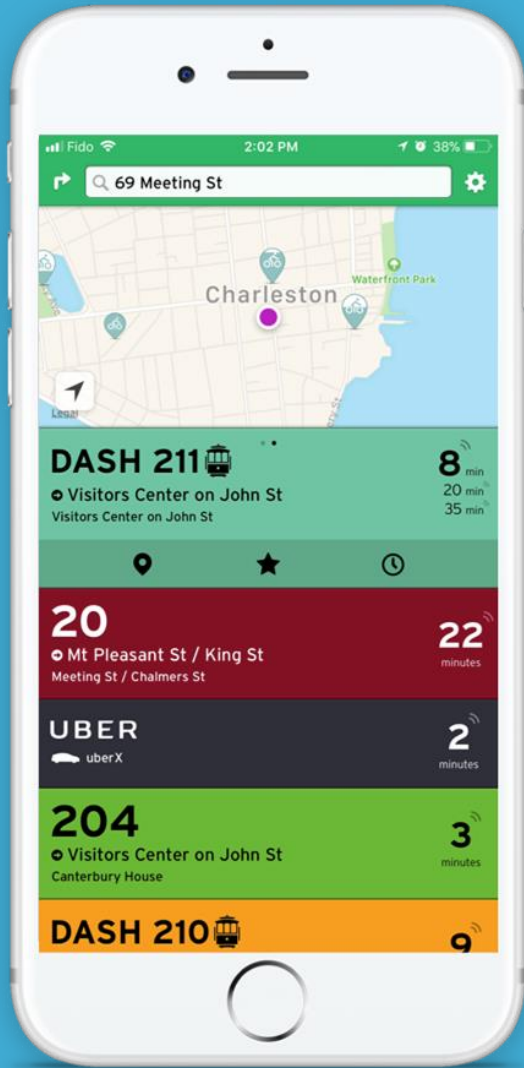 Fido
2:02 PM
38%
69 Meeting St
Charleston
Waterfront Park
Legal
DASH 211
8 min
Visitors Center on John St
20 min
Visitors Center on John St
35 min
20
Mt Pleasant St / King St
22
Meeting St / Chalmers St
minutes
UBER
2
uberX
minutes
204
3
Visitors Center on John St
minutes
Canterbury House
DASH 210
9